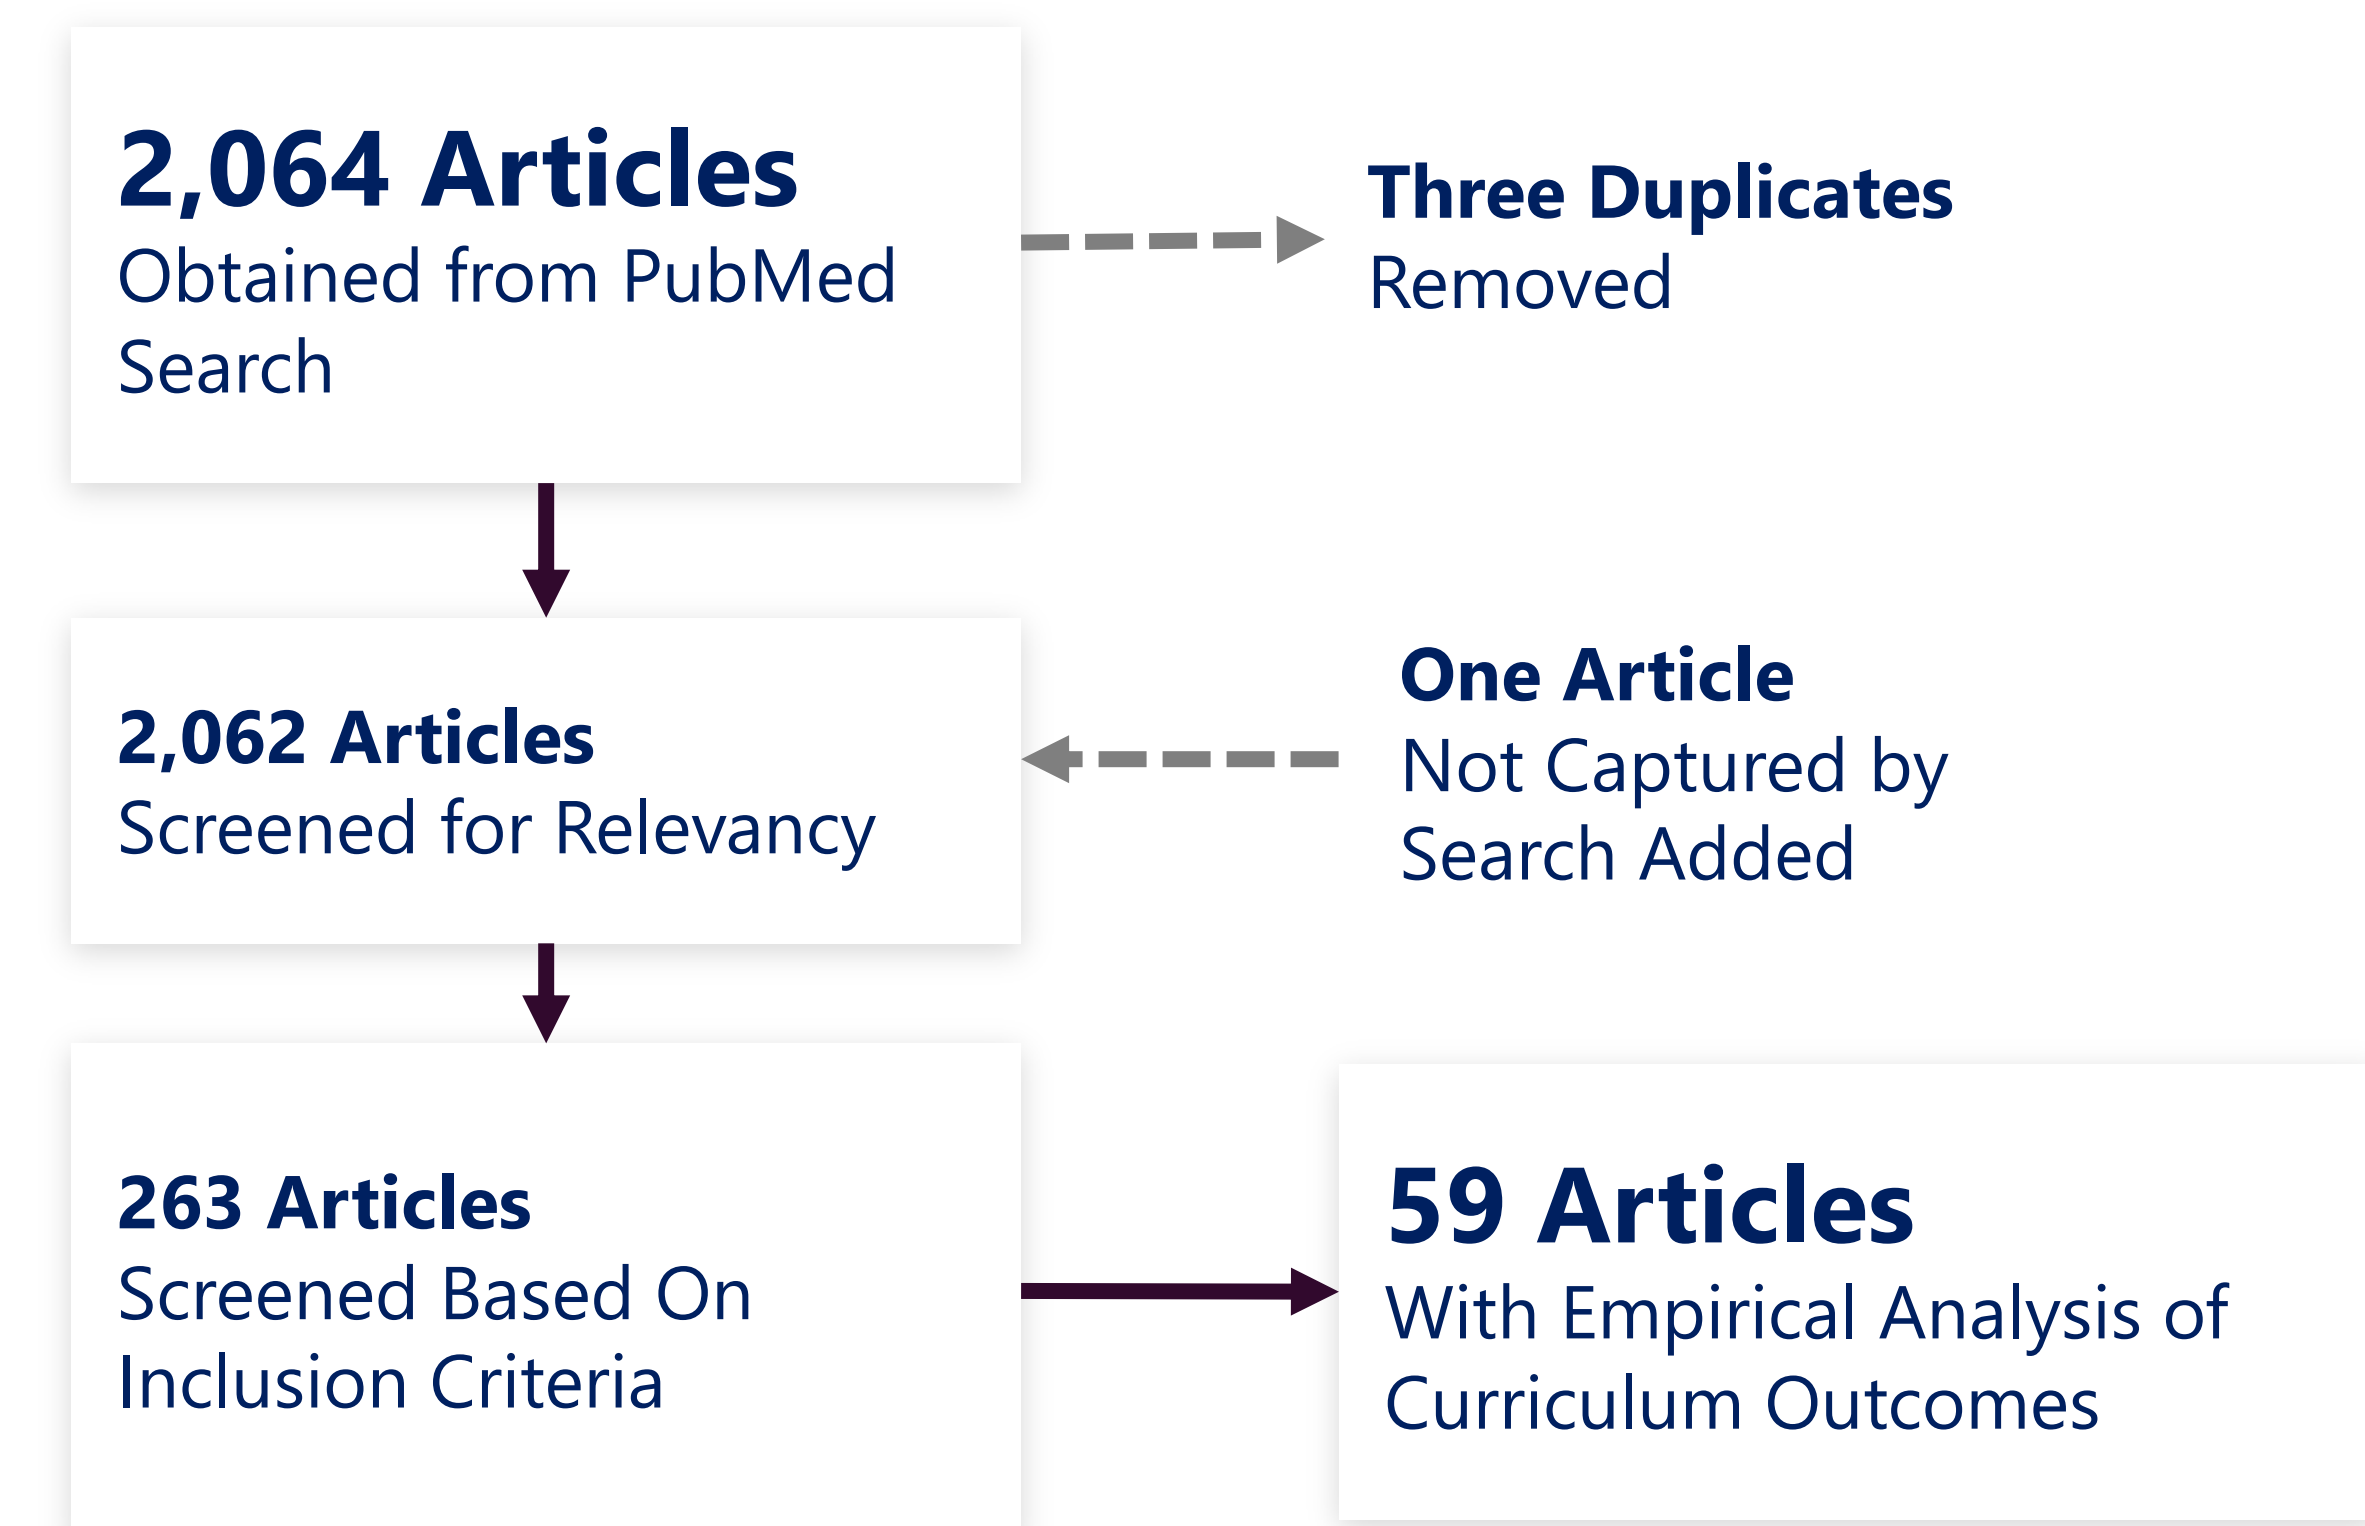 2,064 Articles
Obtained from PubMed
Search
Three Duplicates
Removed
2,062 Articles
Screened for Relevancy
One Article
Not Captured by
Search Added
263 Articles
Screened Based On
Inclusion Criteria
59 Articles
With Empirical Analysis of
Curriculum Outcomes